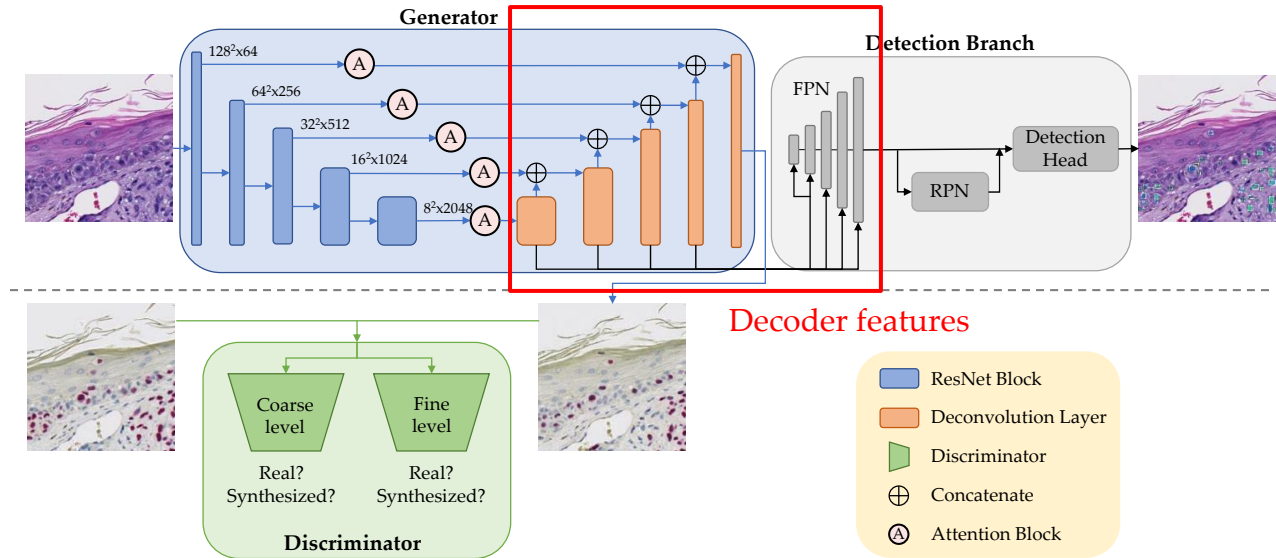 Generator
128²x64
A
64²x256
A
32²x512
A
16²x1024
A
8²x2048
A
Detection Branch
FPN
RPN
Detection
Head
Decoder features
Coarse
level
Fine
level
Real?
Synthesized?
Real?
Synthesized?
Discriminator
ResNet Block
Deconvolution Layer
Discriminator
Concatenate
A
Attention Block